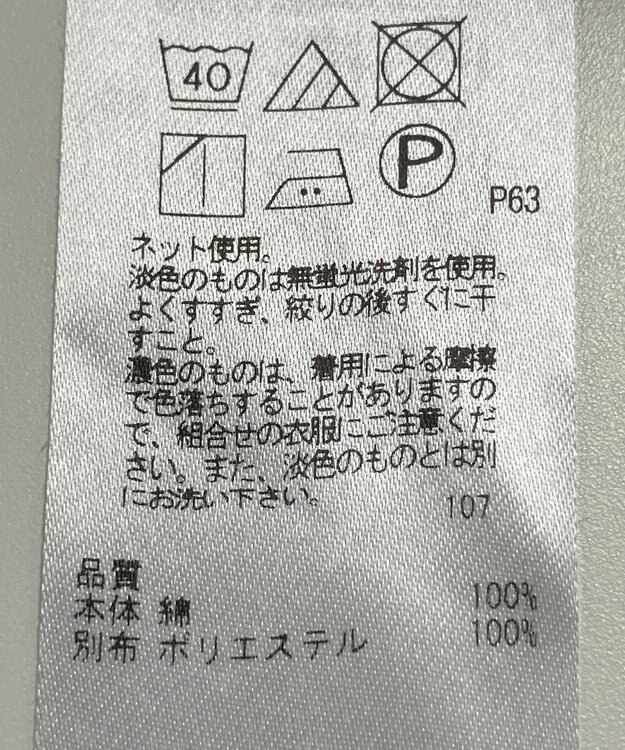 40
P
P63
ネット使用。
淡色のものは無蛍光洗剤を使用。
よくすすぎ、絞りの後すぐに干
すこと。
濃色のものは、着用による摩擦
で色落ちすることがありますの
で、組合せの衣服にご注意くだ
さい。また、淡色のものとは別
にお洗い下さい。
107
品質
本体 綿 100%
別布 ポリエステル 100%